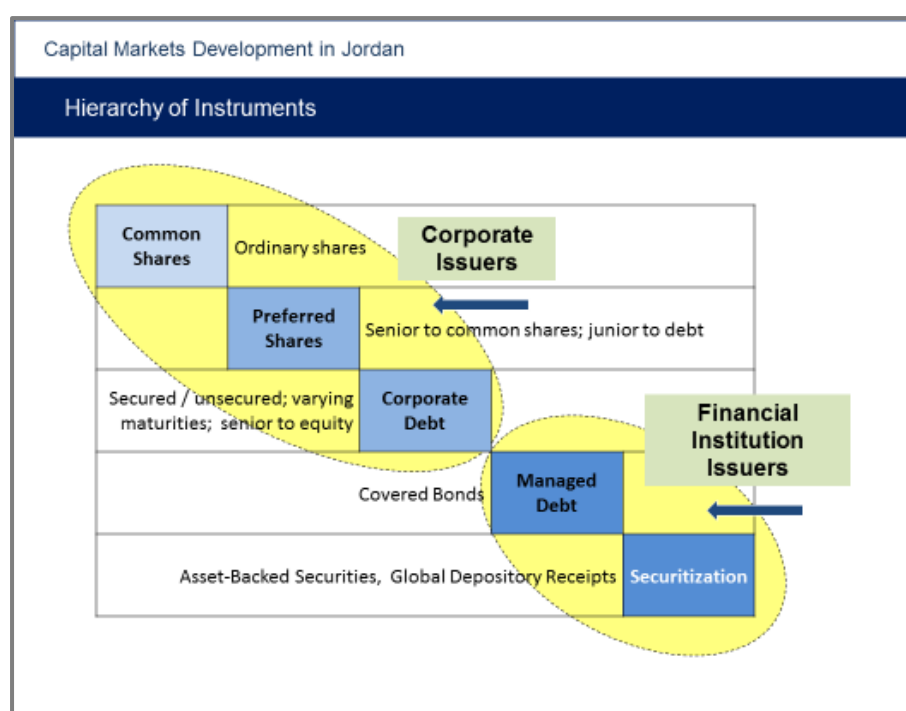 Capital Markets Development in Jordan
Hierarchy of Instruments
Common
Shares
Ordinary shares
Corporate
Issuers
Preferred
Shares
Senior to common shares; junior to debt
Secured / unsecured; varying
maturities; senior to equity
Corporate
Debt
Financial
Institution
Issuers
Covered Bonds
Managed
Debt
Asset-Backed Securities, Global Depository Receipts
Securitization